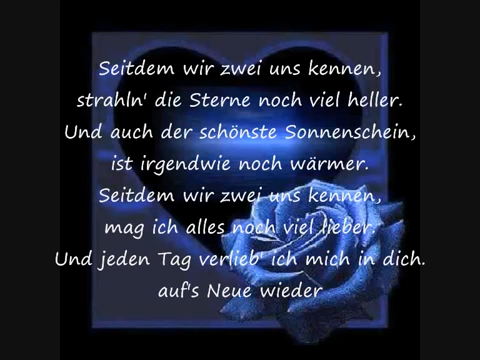 Seitdem wir zwei uns kennen,
strahln' die Sterne noch viel heller.
Und auch der schönste Sonnenschein,
ist irgendwie noch wärmer.
Seitdem wir zwei uns kennen,
mag ich alles noch viel lieber.
Und jeden Tag verlieb' ich mich in dich.
auf's Neue wieder